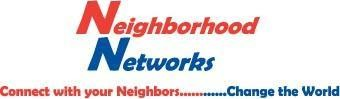 Neighborhood
Networks
Connect with your Neighbors............Change the World